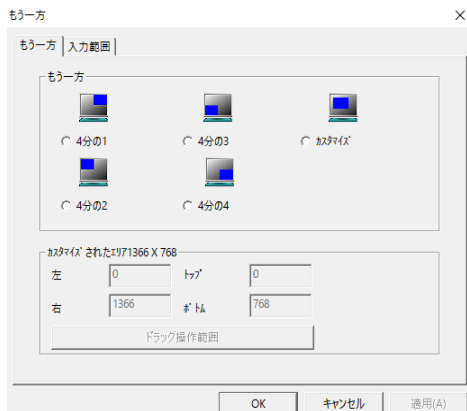 もう一方
もう一方 入力範囲
もう一方
4分の1 4分の3 ｶｽﾀﾏｲｽﾞ
4分の2 4分の4
ｶｽﾀﾏｲｽﾞされたｴﾘｱ1366 X 768
左 0 ﾄｯﾌﾟ 0
右 1366 ﾎﾞﾄﾑ 768
ドラッグ操作範囲
OK キャンセル 適用(A)